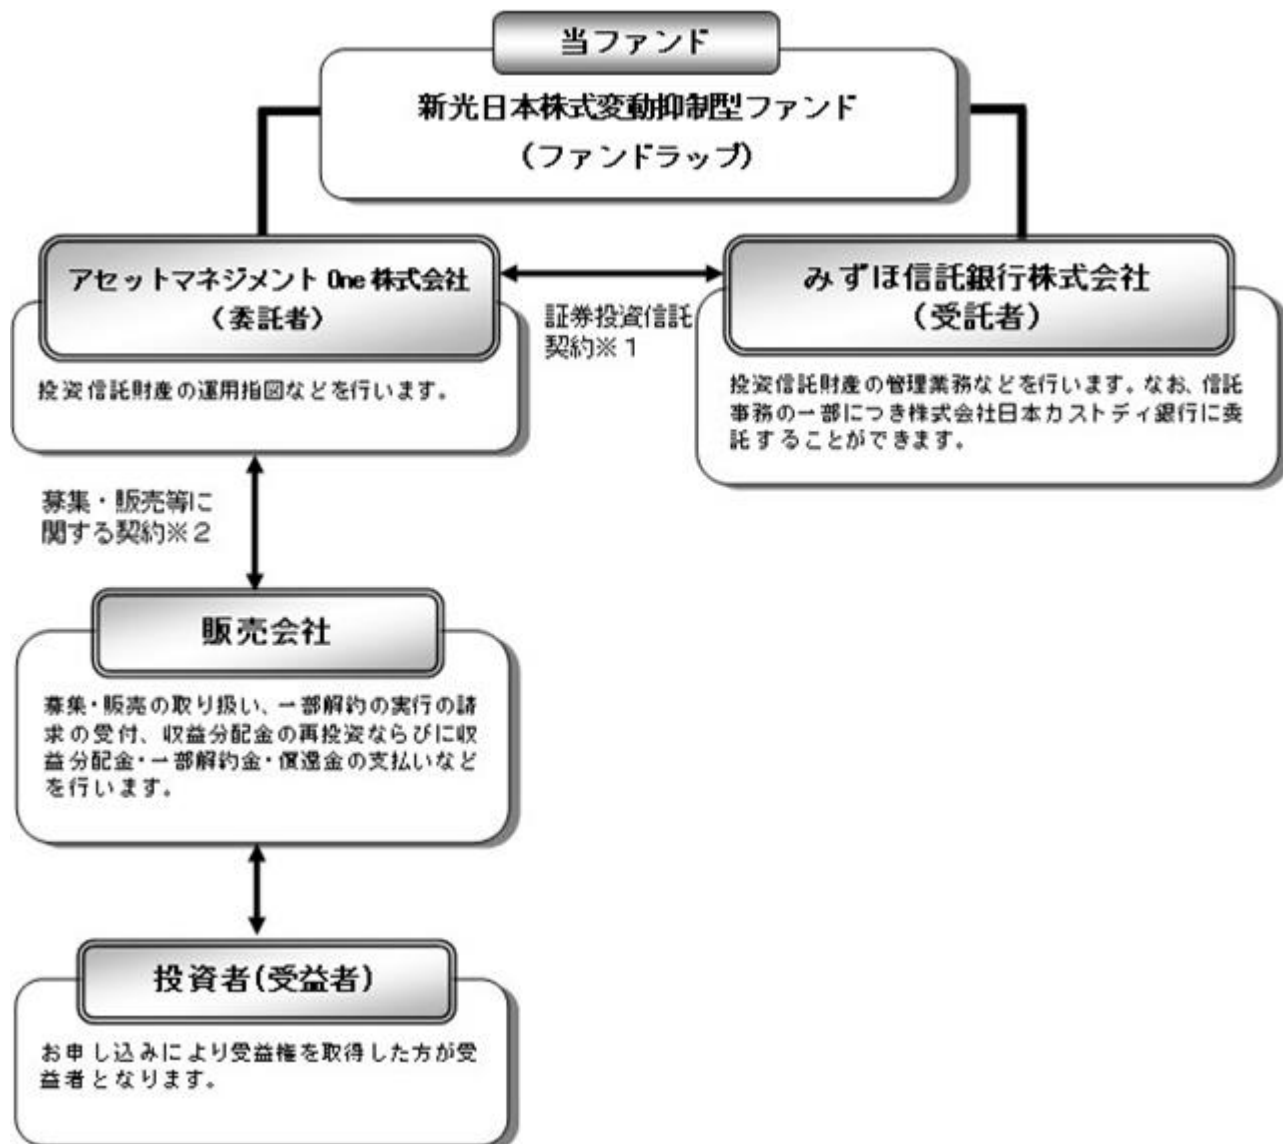 当ファンド
新光日本株式変動抑制型ファンド
（ファンドラップ）
アセットマネジメント One 株式会社
（委託者）
投資信託財産の運用指図などを行います。
証券投資信託
契約※１
みずほ信託銀行株式会社
（受託者）
投資信託財産の管理業務などを行います。なお、信託
事務の一部につき株式会社日本カストディ銀行に委
託することができます。
募集・販売等に
関する契約※２
販売会社
募集・販売の取り扱い、一部解約の実行の請
求の受付、収益分配金の再投資ならびに収
益分配金・一部解約金・償還金の支払いなど
を行います。
投資者(受益者)
お申し込みにより受益権を取得した方が受
益者となります。